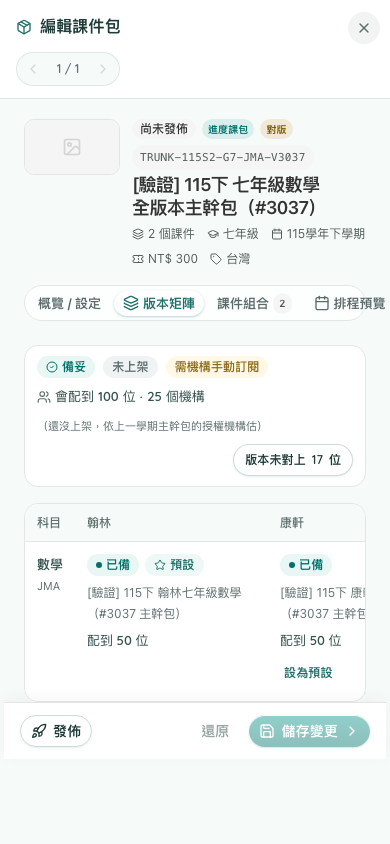 編輯課件包
1 / 1
尚未發佈 進度課包 對版
TRUNK-115S2-G7-JMA-V3037
[驗證] 115下 七年級數學
全版本主幹包（#3037）
2 個課件 七年級 115學年下學期
NT$ 300 台灣
概覽 / 設定 版本矩陣 課件組合 2 排程預覽
備妥 未上架 需機構手動訂閱
會配到 100 位 · 25 個機構
（還沒上架，依上一學期主幹包的授權機構估）
版本未對上 17 位
科目 翰林 康軒
數學 已備 預設 已備
JMA [驗證] 115下 翰林七年級數學 [驗證] 115下
（#3037 主幹包） （#3037 主幹包
配到 50 位 配到 50 位
設為預設
發佈 還原 儲存變更